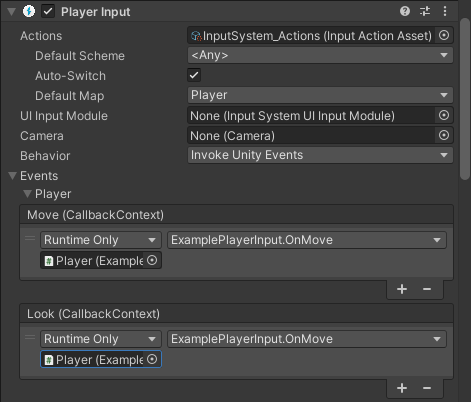 Player Input
Actions InputSystem_Actions (Input Action Asset)
Default Scheme <Any>
Auto-Switch
Default Map Player
UI Input Module None (Input System UI Input Module)
Camera None (Camera)
Behavior Invoke Unity Events
Events
Player
Move (CallbackContext)
Runtime Only ExamplePlayerInput.OnMove
Player (Example
Look (CallbackContext)
Runtime Only ExamplePlayerInput.OnMove
Player (Example